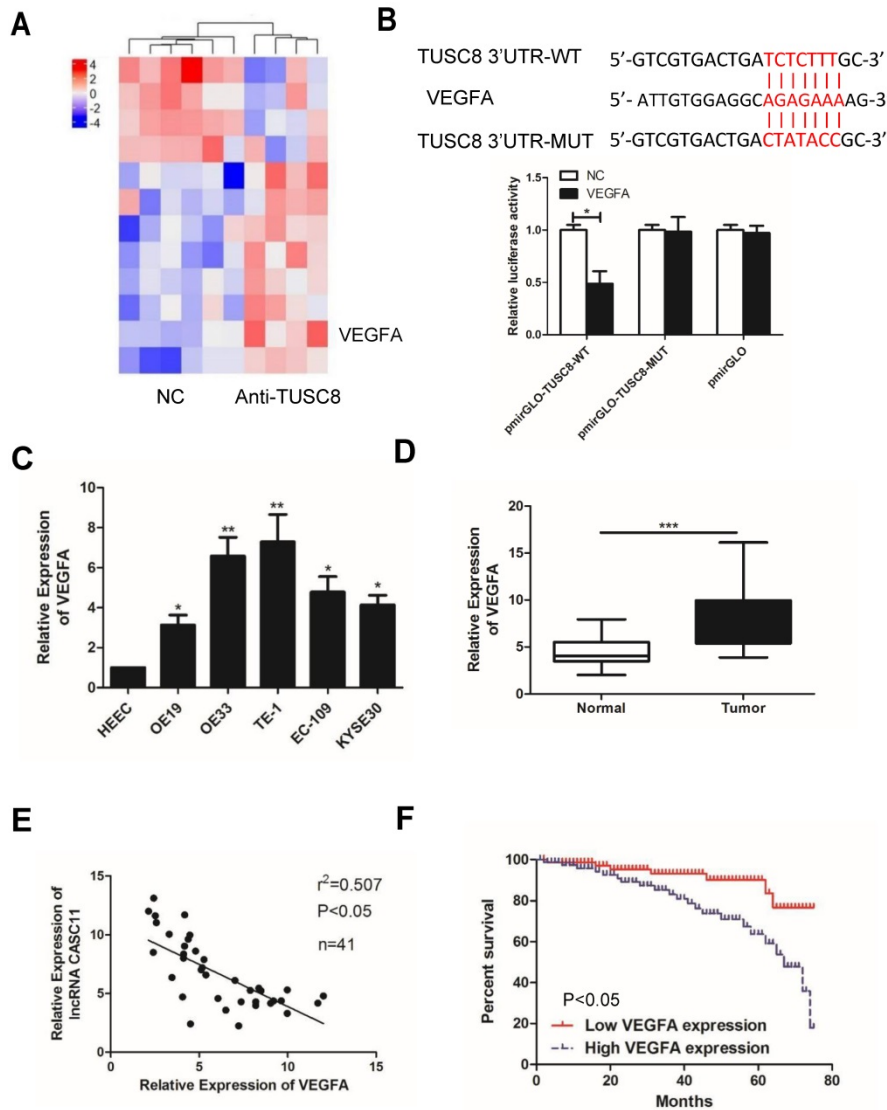 A
4
2
0
-2
-4
VEGFA
NC Anti-TUSC8
B
TUSC8 3'UTR-WT 5'-GTCGTGACTGATCTCTTTGC-3'
VEGFA 5'- ATTGTGGAGGCAGAGAAAAG-3
TUSC8 3'UTR-MUT 5'-GTCGTGACTGACTATACCGC-3'
NC
VEGFA
*
Relative luciferase activity
1.5
1.0
0.5
0.0
pmirGLO-TUSC8-WT
pmirGLO-TUSC8-MUT
pmirGLO
C
Relative Expression
of VEGFA
10
8
6
4
2
0
* ** ** * *
HEEC OE19 OE33 TE-1 EC-109 KYSE30
D
Relative Expression
of VEGFA
20
15
10
5
0
***
Normal Tumor
E
Relative Expression of
lncRNA CASC11
15
10
5
0
r²=0.507
P<0.05
n=41
0 5 10 15
Relative Expression of VEGFA
F
Percent survival
100
80
60
40
20
0
P<0.05
Low VEGFA expression
High VEGFA expression
0 20 40 60 80
Months